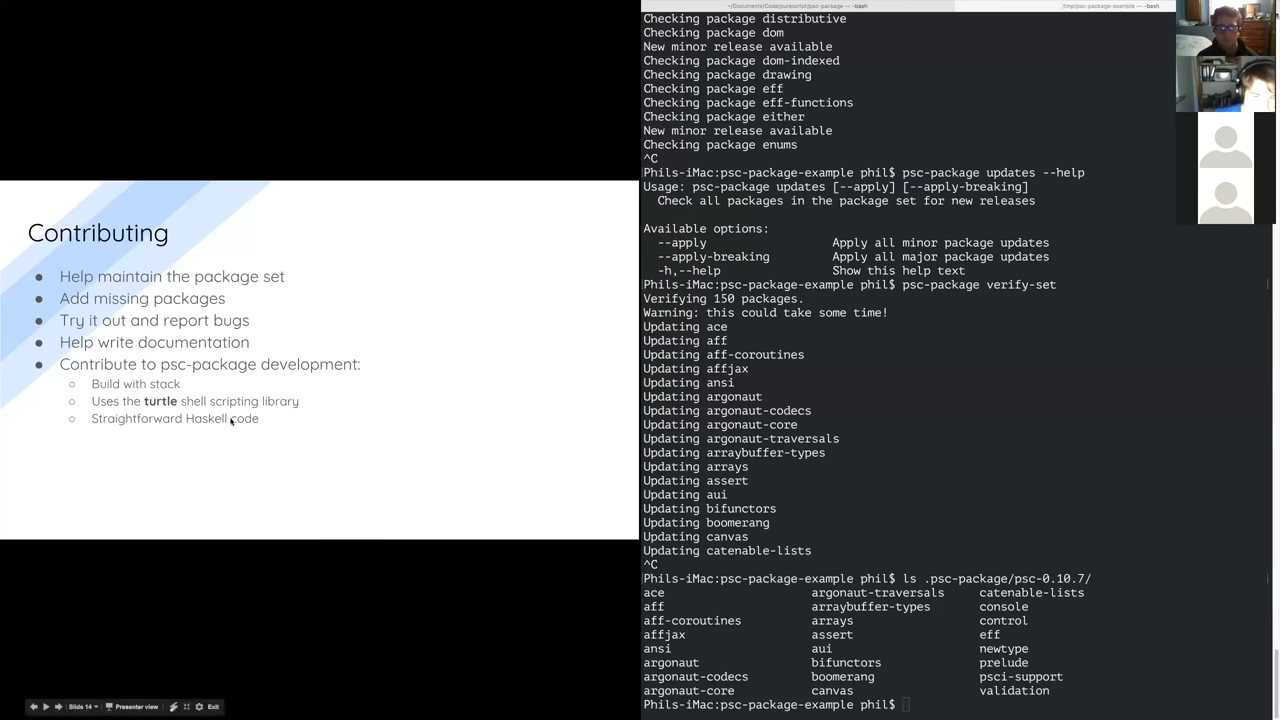 Contributing
● Help maintain the package set
● Add missing packages
● Try it out and report bugs
● Help write documentation
● Contribute to psc-package development:
○ Build with stack
○ Uses the turtle shell scripting library
○ Straightforward Haskell code
Slide 14
Presenter view
Exit
~/Documents/Code/purescript/psc-package — -bash
/tmp/psc-package-example — -bash
Checking package distributive
Checking package dom
New minor release available
Checking package dom-indexed
Checking package drawing
Checking package eff
Checking package eff-functions
Checking package either
New minor release available
Checking package enums
^C
Phils-iMac:psc-package-example phil$ psc-package updates --help
Usage: psc-package updates [--apply] [--apply-breaking]
Check all packages in the package set for new releases
Available options:
--apply Apply all minor package updates
--apply-breaking Apply all major package updates
-h,--help Show this help text
Phils-iMac:psc-package-example phil$ psc-package verify-set
Verifying 150 packages.
Warning: this could take some time!
Updating ace
Updating aff
Updating aff-coroutines
Updating affjax
Updating ansi
Updating argonaut
Updating argonaut-codecs
Updating argonaut-core
Updating argonaut-traversals
Updating arraybuffer-types
Updating arrays
Updating assert
Updating aui
Updating bifunctors
Updating boomerang
Updating canvas
Updating catenable-lists
^C
Phils-iMac:psc-package-example phil$ ls .psc-package/psc-0.10.7/
ace argonaut-traversals catenable-lists
aff arraybuffer-types console
aff-coroutines arrays control
affjax assert eff
ansi aui newtype
argonaut bifunctors prelude
argonaut-codecs boomerang psci-support
argonaut-core canvas validation
Phils-iMac:psc-package-example phil$